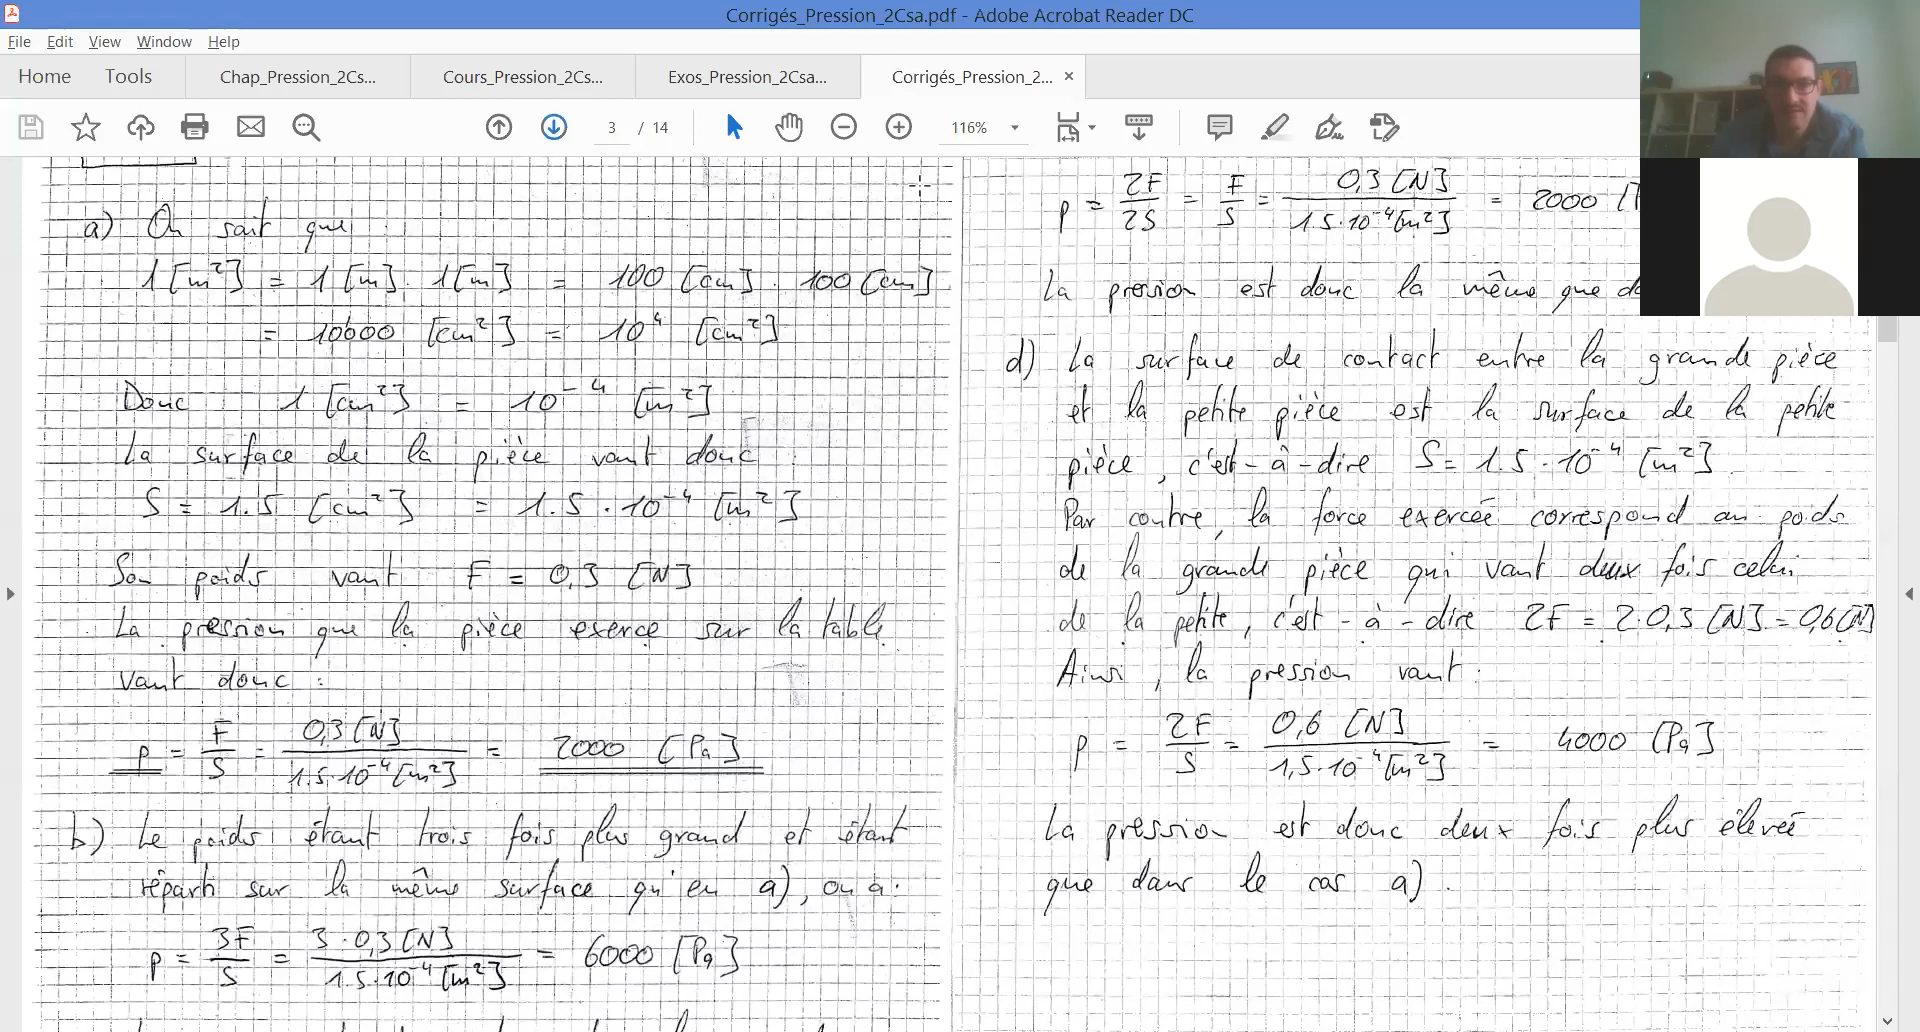 Corrigés_Pression_2Csa.pdf - Adobe Acrobat Reader DC
File Edit View Window Help
Home Tools Chap_Pression_2Cs... Cours_Pression_2Cs... Exos_Pression_2Csa... Corrigés_Pression_2... ×
3 / 14 116%
a) On sait que
1 [m²] = 1 [m] · 1 [m] = 100 [cm] · 100 [cm]
= 10000 [cm²] = 10⁴ [cm²]
Donc 1 [cm²] = 10⁻⁴ [m²]
La surface de la pièce vaut donc
S = 1.5 [cm²] = 1.5 · 10⁻⁴ [m²]
Son poids vaut F = 0,3 [N]
La pression que la pièce exerce sur la table
vaut donc :
p = F/S = 0,3 [N] / 1.5·10⁻⁴ [m²] = 2000 [Pa]
b) Le poids étant trois fois plus grand et étant
réparti sur la même surface qu'en a), on a :
p = 3F/S = 3 · 0,3 [N] / 1.5·10⁻⁴ [m²] = 6000 [Pa]
p = 2F/2S = F/S = 0,3 [N] / 1.5·10⁻⁴ [m²] = 2000
La pression est donc la même que
d) La surface de contact entre la grande pièce
et la petite pièce est la surface de la petite
pièce, c'est-à-dire S = 1.5 · 10⁻⁴ [m²].
Par contre, la force exercée correspond au poids
de la grande pièce qui vaut deux fois celui
de la petite, c'est-à-dire 2F = 2·0,3 [N] = 0,6 [N]
Ainsi, la pression vaut :
p = 2F/S = 0,6 [N] / 1,5·10⁻⁴ [m²] = 4000 [Pa]
La pression est donc deux fois plus élevée
que dans le cas a).